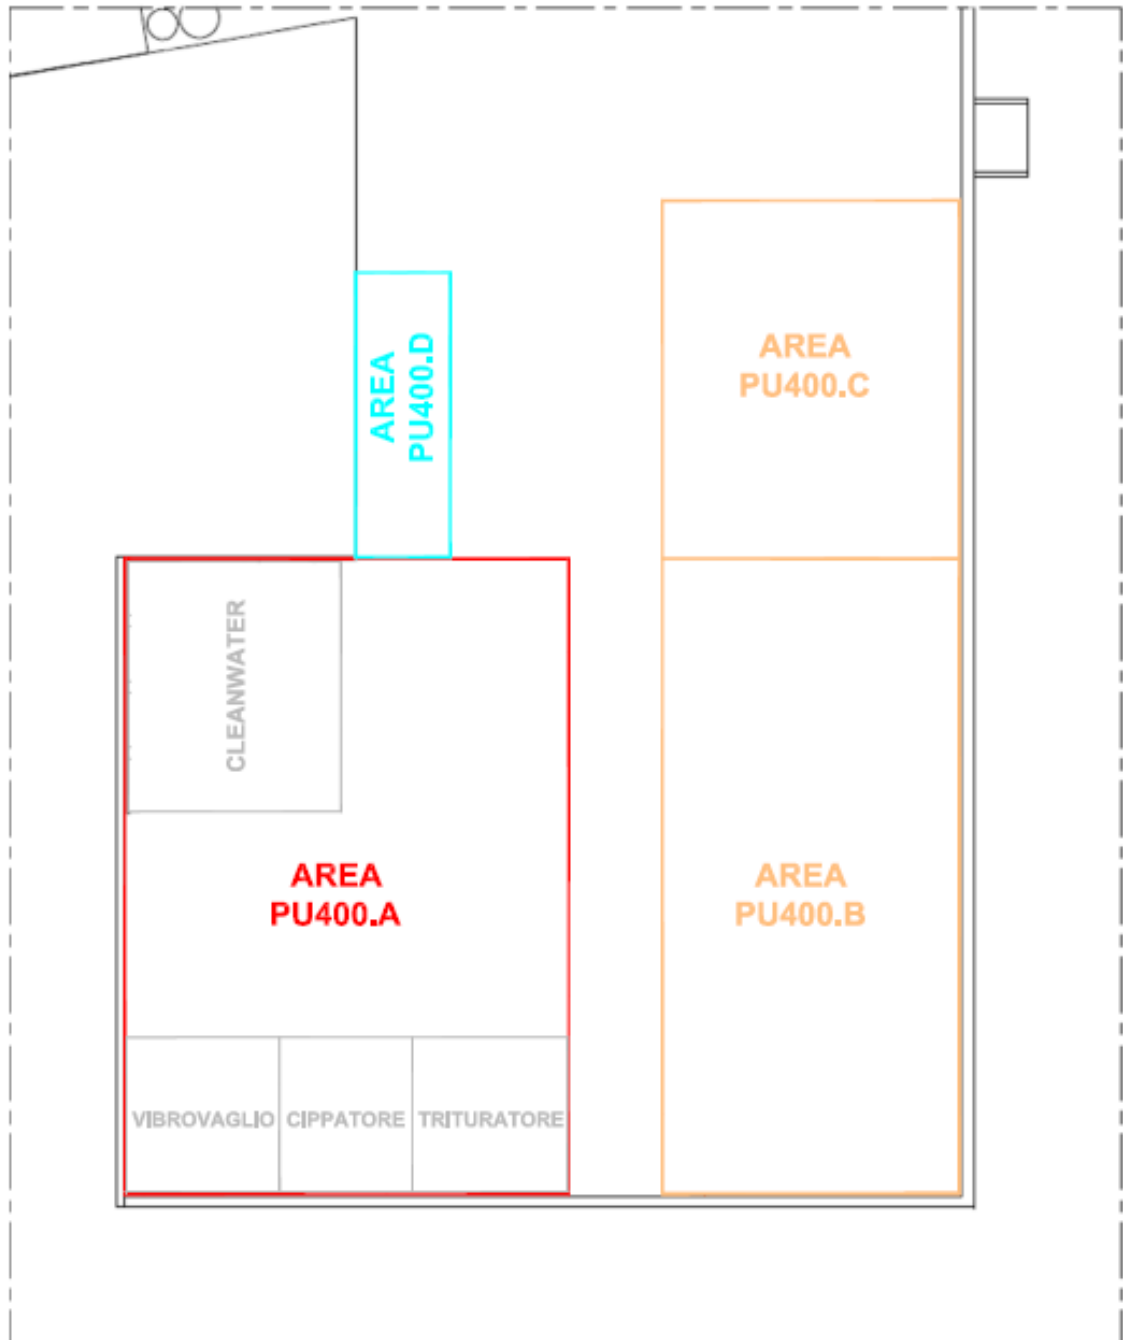 AREA
PU400.C
AREA
PU400.D
CLEANWATER
AREA
PU400.A
AREA
PU400.B
VIBROVAGLIO
CIPPATORE
TRITURATORE